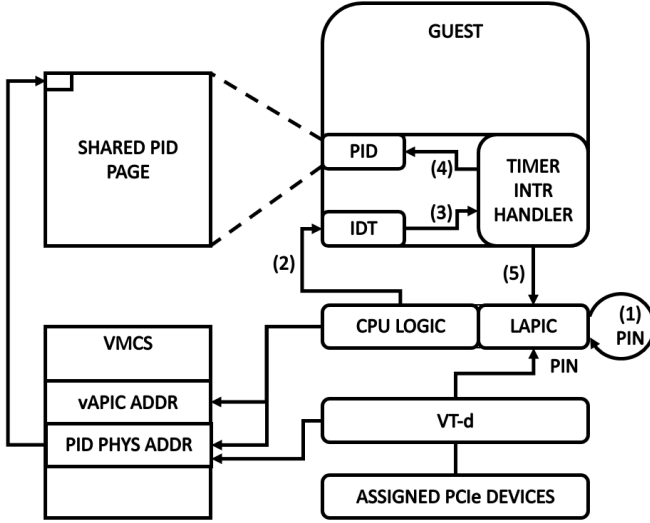 GUEST
SHARED PID
PAGE
PID
(4)
TIMER
INTR
HANDLER
IDT
(3)
(2)
(5)
CPU LOGIC
LAPIC
(1)
PIN
PIN
VMCS
vAPIC ADDR
PID PHYS ADDR
VT-d
ASSIGNED PCIe DEVICES